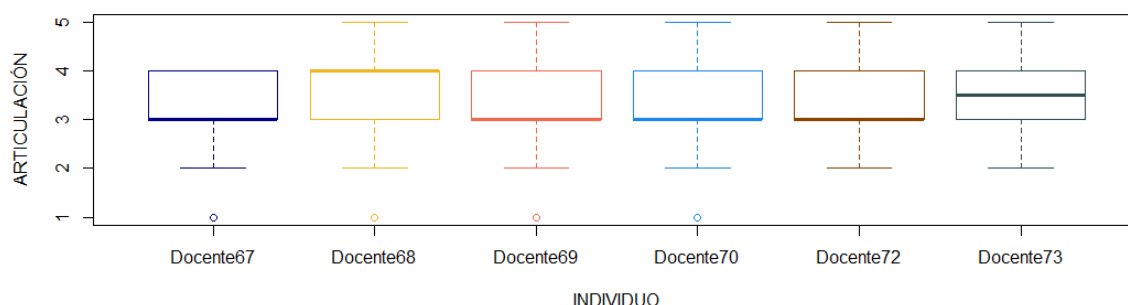 ARTICULACIÓN
5
4
3
2
1
Docente67 Docente68 Docente69 Docente70 Docente72 Docente73
INDIVIDUO